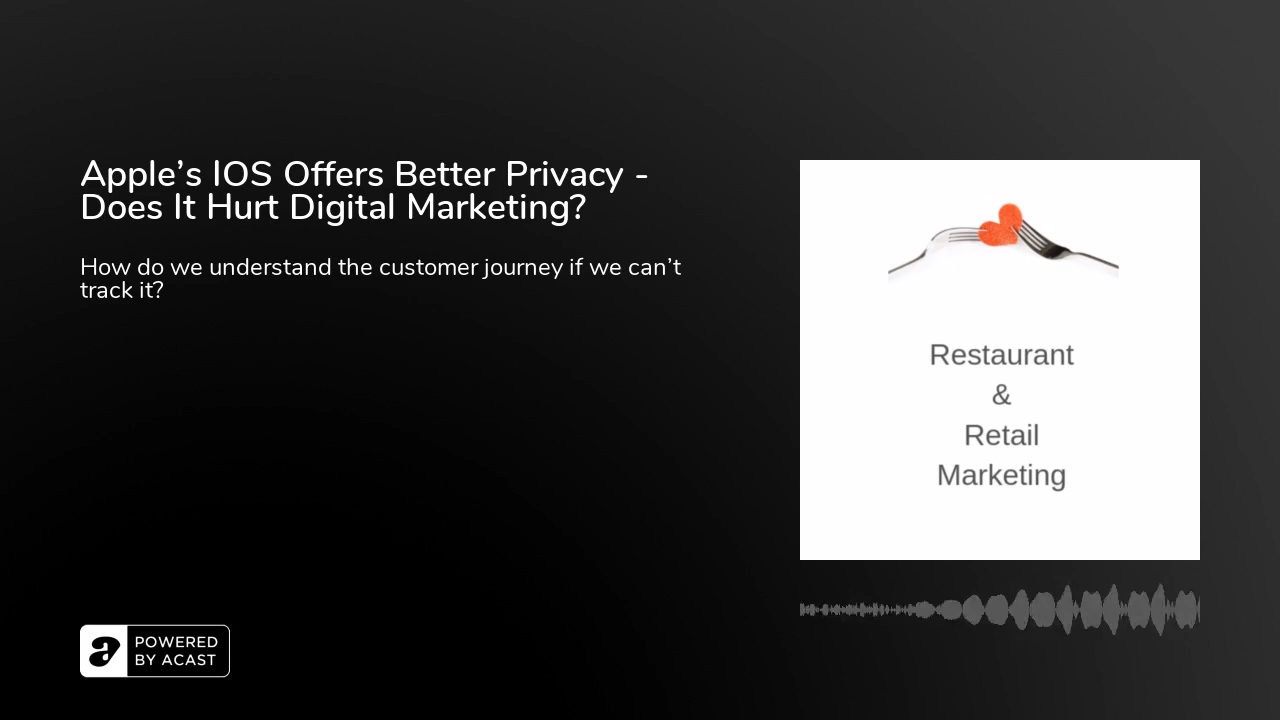 Apple’s IOS Offers Better Privacy -
Does It Hurt Digital Marketing?
How do we understand the customer journey if we can’t
track it?
Restaurant
&
Retail
Marketing
a
POWERED
BY ACAST